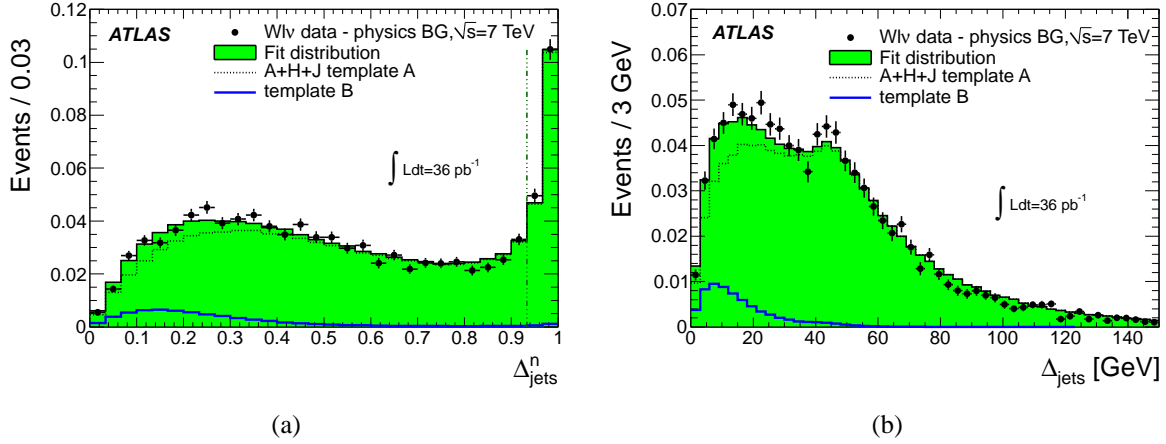 ATLAS
Wlν data - physics BG,√s=7 TeV
Fit distribution
A+H+J template A
template B
∫ Ldt=36 pb⁻¹
Events / 0.03
0.12
0.1
0.08
0.06
0.04
0.02
0
0 0.1 0.2 0.3 0.4 0.5 0.6 0.7 0.8 0.9 1
Δⁿjets
(a)
ATLAS
Wlν data - physics BG,√s=7 TeV
Fit distribution
A+H+J template A
template B
∫ Ldt=36 pb⁻¹
Events / 3 GeV
0.07
0.06
0.05
0.04
0.03
0.02
0.01
0
0 20 40 60 80 100 120 140
Δjets [GeV]
(b)